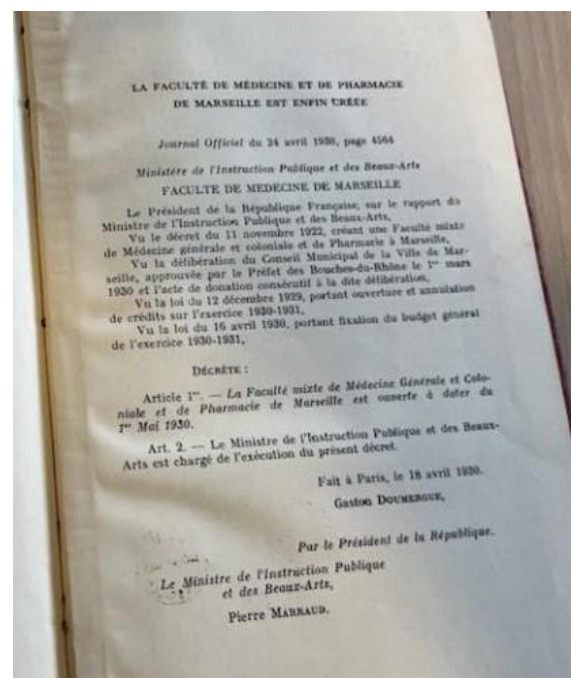 LA FACULTÉ DE MÉDECINE ET DE PHARMACIE
DE MARSEILLE EST ENFIN CRÉÉE
Journal Officiel du 24 avril 1930, page 4564
Ministère de l'Instruction Publique et des Beaux-Arts
FACULTE DE MEDECINE DE MARSEILLE
Le Président de la République Française, sur le rapport du
Ministre de l'Instruction Publique et des Beaux-Arts,
Vu le décret du 11 novembre 1922, créant une Faculté mixte
de Médecine générale et coloniale et de Pharmacie à Marseille,
Vu la délibération du Conseil Municipal de la Ville de Mar-
seille, approuvée par le Préfet des Bouches-du-Rhône le 1er mars
1930 et l'acte de donation consécutif à la dite délibération,
Vu la loi du 12 décembre 1929, portant ouverture et annulation
de crédits sur l'exercice 1930-1931,
Vu la loi du 16 avril 1930, portant fixation du budget général
de l'exercice 1930-1931,
DÉCRÈTE :
Article 1er. — La Faculté mixte de Médecine Générale et Colo-
niale et de Pharmacie de Marseille est ouverte à dater du
1er Mai 1930.
Art. 2. — Le Ministre de l'Instruction Publique et des Beaux-
Arts est chargé de l'exécution du présent décret.
Fait à Paris, le 18 avril 1930.
Gaston DOUMERGUE,
Par le Président de la République.
Le Ministre de l'Instruction Publique
et des Beaux-Arts,
Pierre MARRAUD.